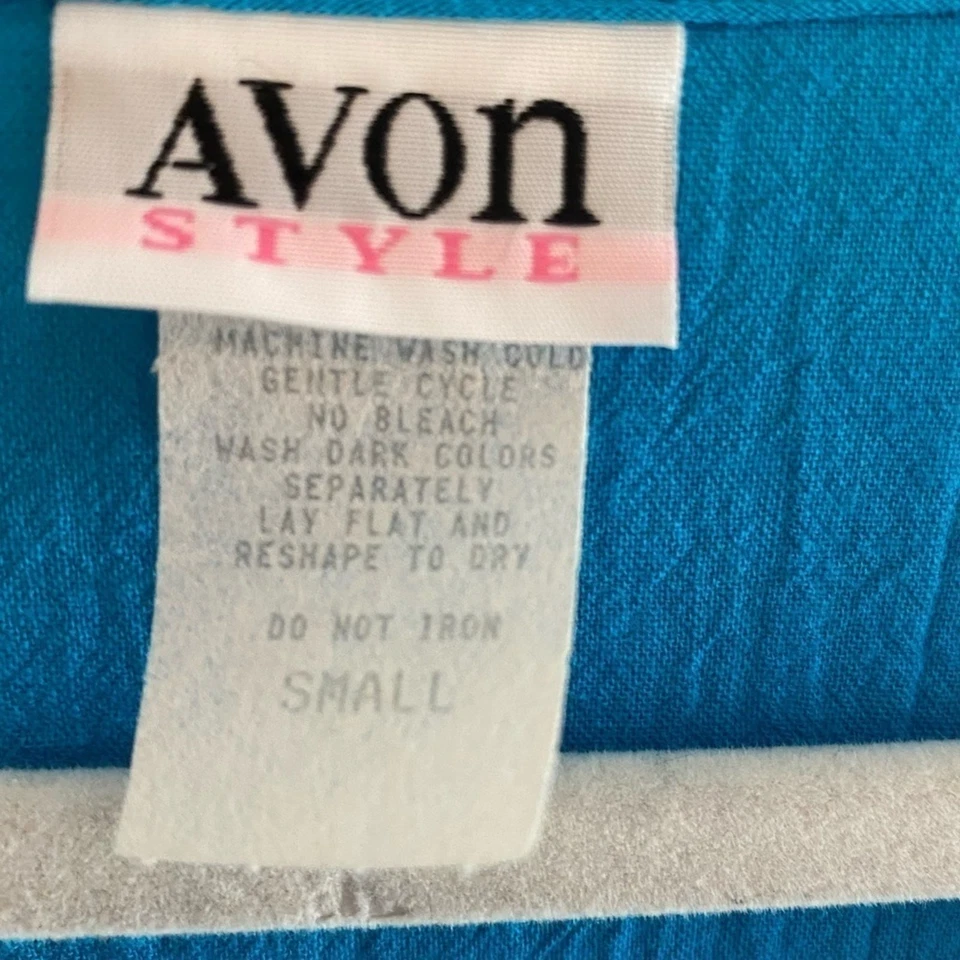 AVON
STYLE
MACHINE WASH COLD
GENTLE CYCLE
NO BLEACH
WASH DARK COLORS
SEPARATELY
LAY FLAT AND
RESHAPE TO DRY
DO NOT IRON
SMALL